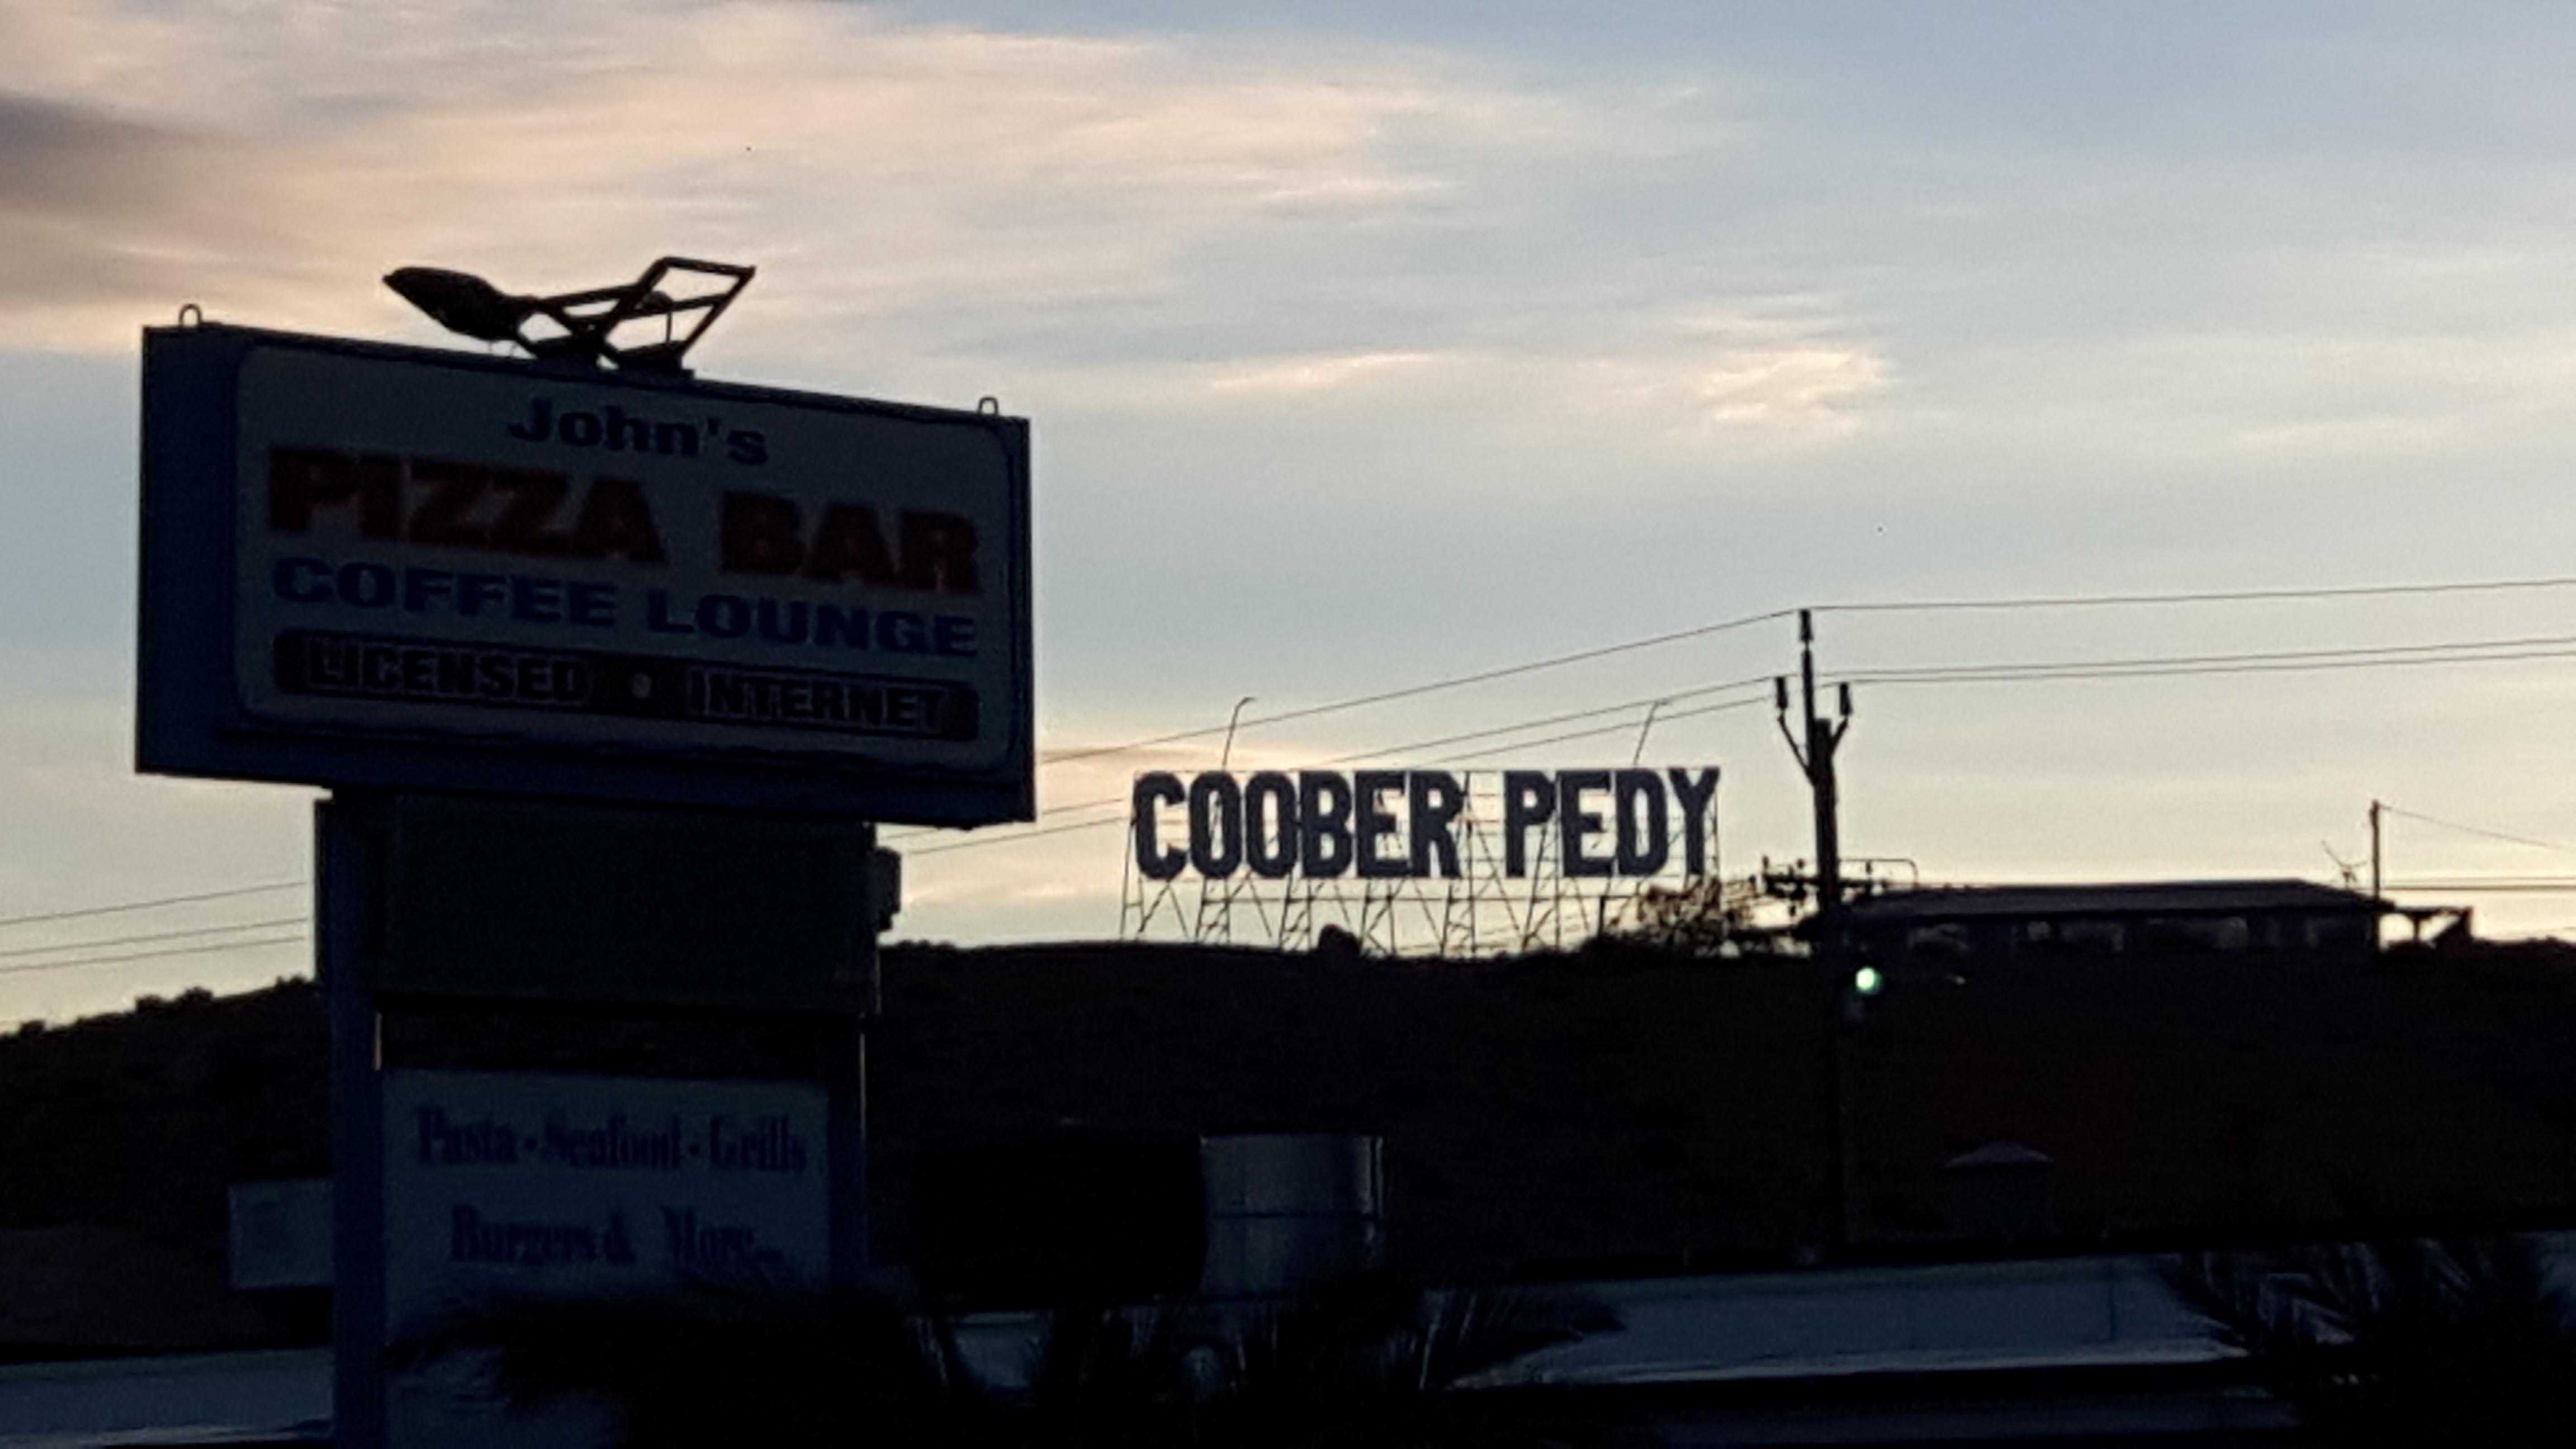 John's
PIZZA BAR
COFFEE LOUNGE
LICENSED • INTERNET
COOBER PEDY
Pasta • Seafood • Grills
Burgers & More...